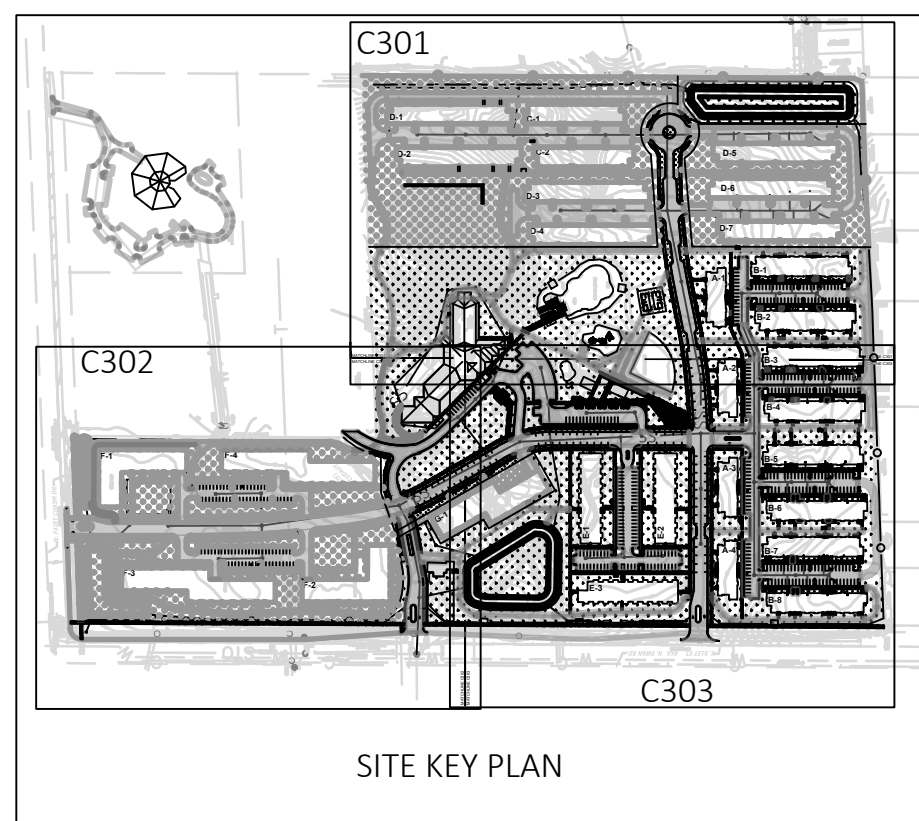 C301
D-1
C-1
D-2
C-2
D-5
D-3
D-6
D-4
D-7
A-1
B-1
B-2
C302
B-3
A-2
B-4
F-1
F-4
A-3
B-5
G-1
E-1
E-2
B-6
F-3
F-2
A-4
B-7
E-3
B-8
C303
SITE KEY PLAN